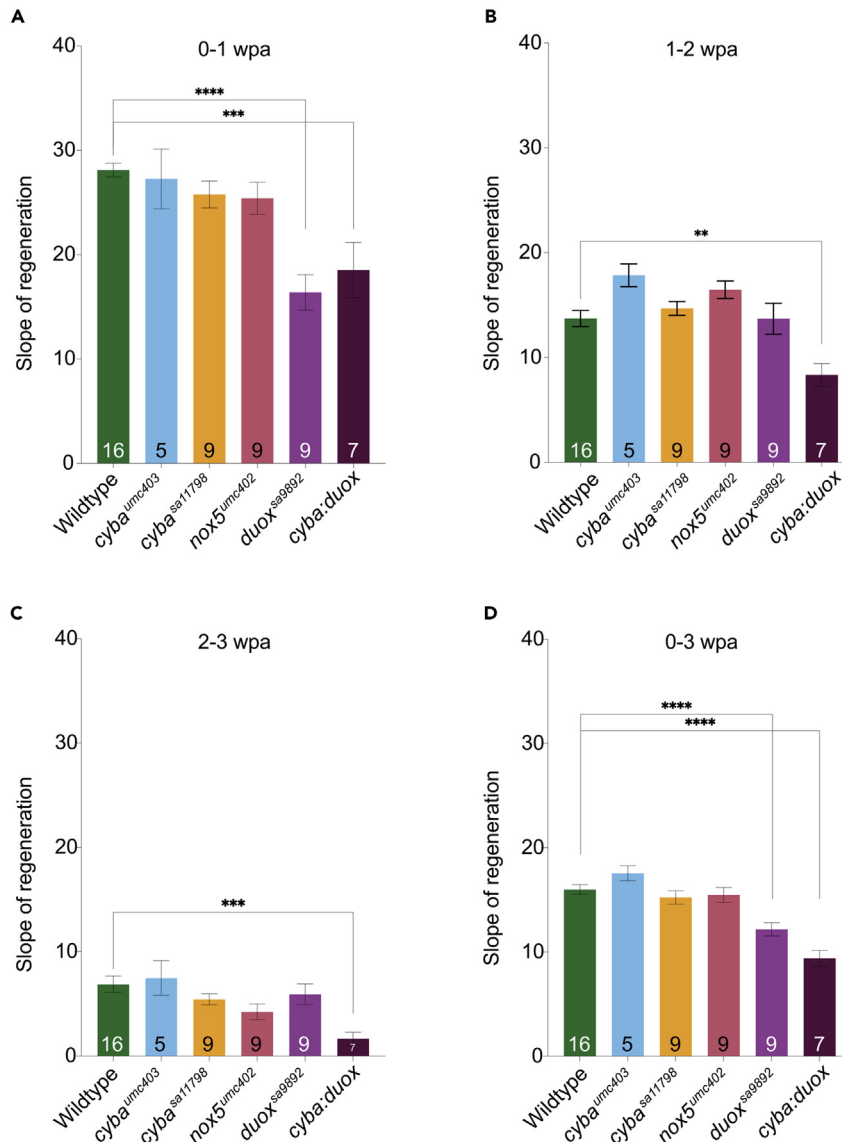 A
0-1 wpa
Slope of regeneration
40
30
20
10
0
****
***
16 5 9 9 9 7
Wildtype
cyba umc403
cyba sa11798
nox5 umc402
duox sa9892
cyba:duox
B
1-2 wpa
Slope of regeneration
40
30
20
10
0
**
16 5 9 9 9 7
Wildtype
cyba umc403
cyba sa11798
nox5 umc402
duox sa9892
cyba:duox
C
2-3 wpa
Slope of regeneration
40
30
20
10
0
***
16 5 9 9 9 7
Wildtype
cyba umc403
cyba sa11798
nox5 umc402
duox sa9892
cyba:duox
D
0-3 wpa
Slope of regeneration
40
30
20
10
0
****
****
16 5 9 9 9 7
Wildtype
cyba umc403
cyba sa11798
nox5 umc402
duox sa9892
cyba:duox